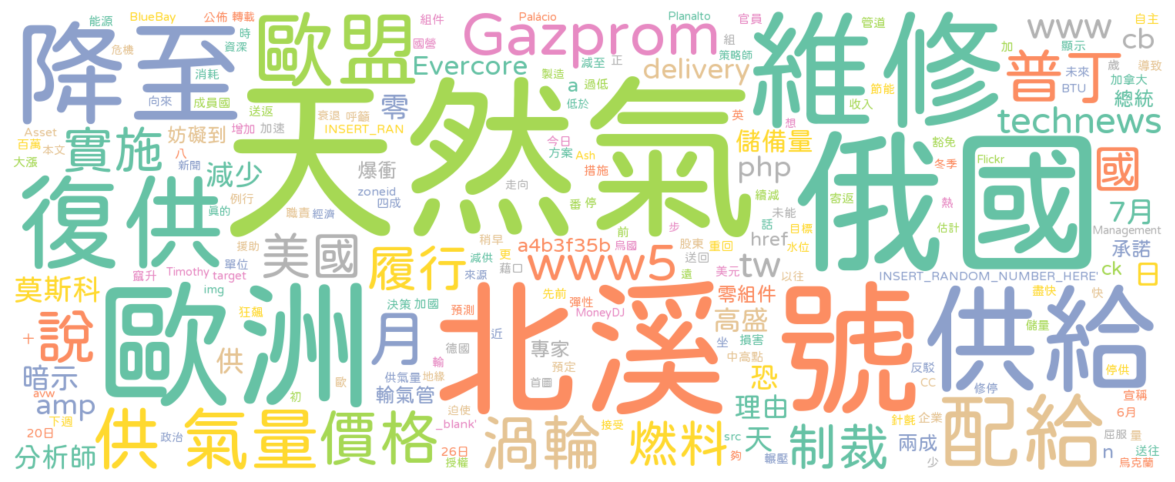 能源 BlueBay 公佈 轉載
時
資深
危機
降至
消耗
向來
成員國
送返
歐盟
組件
國營
Gazprom
Palácio
Evercore
a
製造
減至
過低
低於
正
組
策略師
官員
Planalto
delivery
維修
管道
www
cb
自主
加
顯示
導致
歲
普丁
未來
BTU
加拿大
總統
technews
Asset
百萬
本文
大漲
實施
妨礙到
零
衰退
呼籲
INSERT_RAN
增加
加速
八
新聞
減少
爆衝
zoneid
四成
例行
職責
經濟
天然氣
走向
今日
方案
Ash
措施
英
想
番
停
節能
收入
儲備量
php
豁免
冬季
Flickr
國
俄國
熱
估計
7月
Management
承諾
復供
援助
單位
竄升
Timothy
target
img
美國
履行
稍早
更
減供
來源
藉口
前
烏國
a4b3f35b
www5
股東
送回
遭
步
話
未能
續減
寄返
目標
水位
重回
href
tw
美元
以往
INSERT_RANDOM_NUMBER_HERE'
ck
日
盡快
快
莫斯科
十
說
狂飆
決策
加國
預測
先前
彈性
MoneyDJ
零組件
高盛
坐
損害
中高點
儲量
歐洲
月
近
輸
德國
專家
預定
首圖
北溪
號
供給
反駁
CC
修停
停供
宣稱
6月
暗示
avw
amp
供
供氣量
地緣
歐
輸氣管
初
迫使
_blank'
接受
恐
理由
針對
企業
屈服
量
下週
20日
分析師
供氣量
政治
價格
26日
授權
渦輪
燃料
src
夠
天
輾壓
制裁
兩成
少
配給
n
送往
烏克蘭